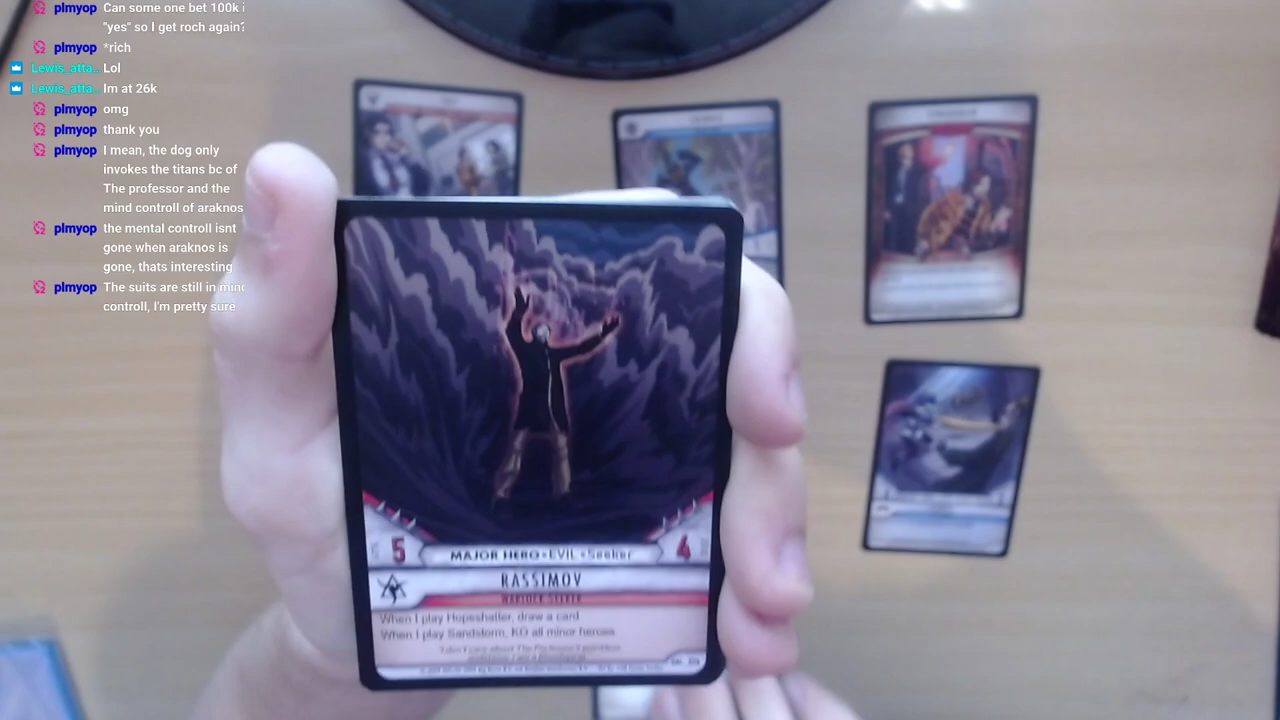 plmyop Can some one bet 100k i
"yes" so I get roch again?
plmyop *rich
Lewis_atta... Lol
Lewis_atta... Im at 26k
plmyop omg
plmyop thank you
plmyop I mean, the dog only
invokes the titans bc of
The professor and the
mind controll of araknos
plmyop the mental controll isnt
gone when araknos is
gone, thats interesting
plmyop The suits are still in mind
controll, I'm pretty sure
5
MAJOR HERO • EVIL • Seeker
4
RASSIMOV
WARLOCK SEEKER
When I play Hopeshatter, draw a card
When I play Sandstorm, KO all minor heroes